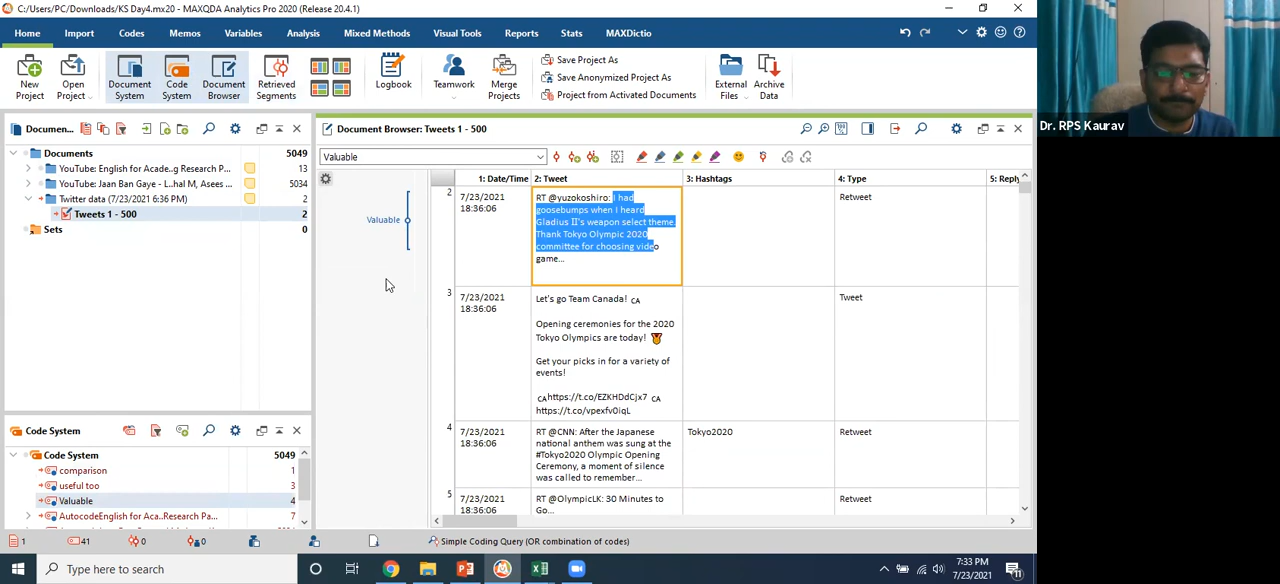 C:/Users/PC/Downloads/KS Day4.mx20 - MAXQDA Analytics Pro 2020 (Release 20.4.1)
Home Import Codes Memos Variables Analysis Mixed Methods Visual Tools Reports Stats MAXDictio
New Project
Open Project
Document System
Code System
Document Browser
Retrieved Segments
Logbook
Teamwork
Merge Projects
Save Project As
Save Anonymized Project As
Project from Activated Documents
External Files
Archive Data
Dr. RPS Kaurav
Documen...
Documents 5049
YouTube: English for Acade...g Research P... 13
YouTube: Jaan Ban Gaye - L...hal M, Asees ... 5034
Twitter data (7/23/2021 6:36 PM) 2
Tweets 1 - 500 2
Sets 0
Code System
Code System 5049
comparison 1
useful too 3
Valuable 4
AutocodeEnglish for Aca..Research Pa... 7
Document Browser: Tweets 1 - 500
Valuable
1: Date/Time 2: Tweet 3: Hashtags 4: Type 5: Reply
Valuable
2
7/23/2021
18:36:06
RT @yuzokoshiro: I had
goosebumps when I heard
Gladius II's weapon select theme.
Thank Tokyo Olympic 2020
committee for choosing video
game...
Retweet
3
7/23/2021
18:36:06
Let's go Team Canada! CA
Opening ceremonies for the 2020
Tokyo Olympics are today!
Get your picks in for a variety of
events!
CAhttps://t.co/EZKHDdCjx7 CA
https://t.co/vpexfv0iqL
Tweet
4
7/23/2021
18:36:06
RT @CNN: After the Japanese
national anthem was sung at the
#Tokyo2020 Olympic Opening
Ceremony, a moment of silence
was called to remember...
Tokyo2020
Retweet
5
7/23/2021
18:36:06
RT @OlympicLK: 30 Minutes to
Go...
Retweet
1 41 0 0
Simple Coding Query (OR combination of codes)
Type here to search
7:33 PM
7/23/2021
11